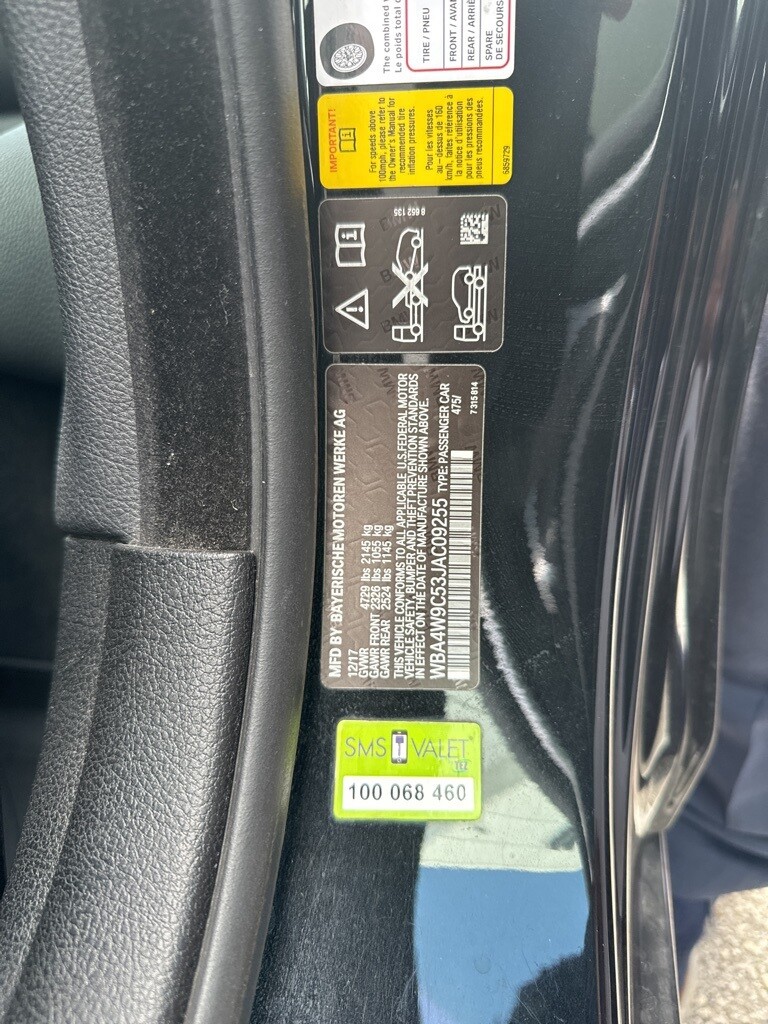 The combined
Le poids total
TIRE / PNEU
FRONT /
REAR /
SPARE
DE SECOURS
IMPORTANT!
For speeds above
100mph, please refer to
the Owner's Manual for
recommended tire
inflation pressures.
Pour les vitesses
au-dessus de 160
km/h, faites référence à
la notice d'utilisation
pour les pressions des
pneus recommandées.
6859729
8 652 135
MFD BY: BAYERISCHE MOTOREN WERKE AG
12/17
GVWR 4729 lbs 2145 kg
GAWR FRONT 2326 lbs 1055 kg
GAWR REAR 2524 lbs 1145 kg
THIS VEHICLE CONFORMS TO ALL APPLICABLE U.S. FEDERAL MOTOR
VEHICLE SAFETY, BUMPER AND THEFT PREVENTION STANDARDS
IN EFFECT ON THE DATE OF MANUFACTURE SHOWN ABOVE.
WBA4W9C53JAC09255 TYPE: PASSENGER CAR
475/
7 315 814
SMS VALET
100 068 460